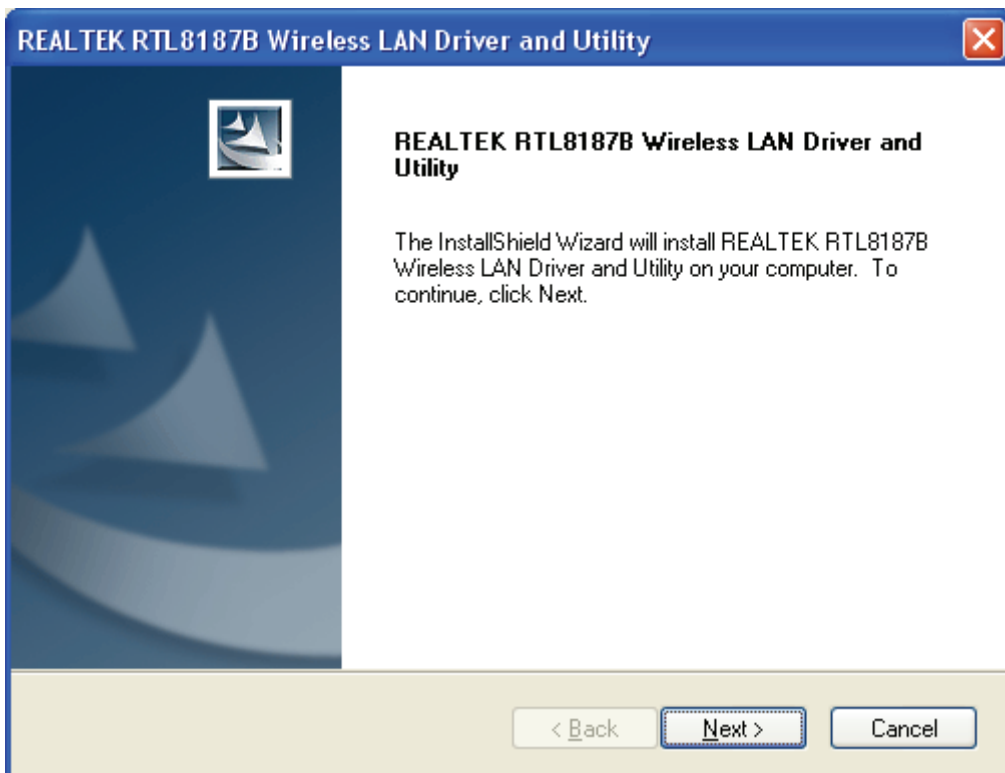 REALTEK RTL8187B Wireless LAN Driver and Utility
REALTEK RTL8187B Wireless LAN Driver and
Utility
The InstallShield Wizard will install REALTEK RTL8187B
Wireless LAN Driver and Utility on your computer. To
continue, click Next.
< Back
Next >
Cancel